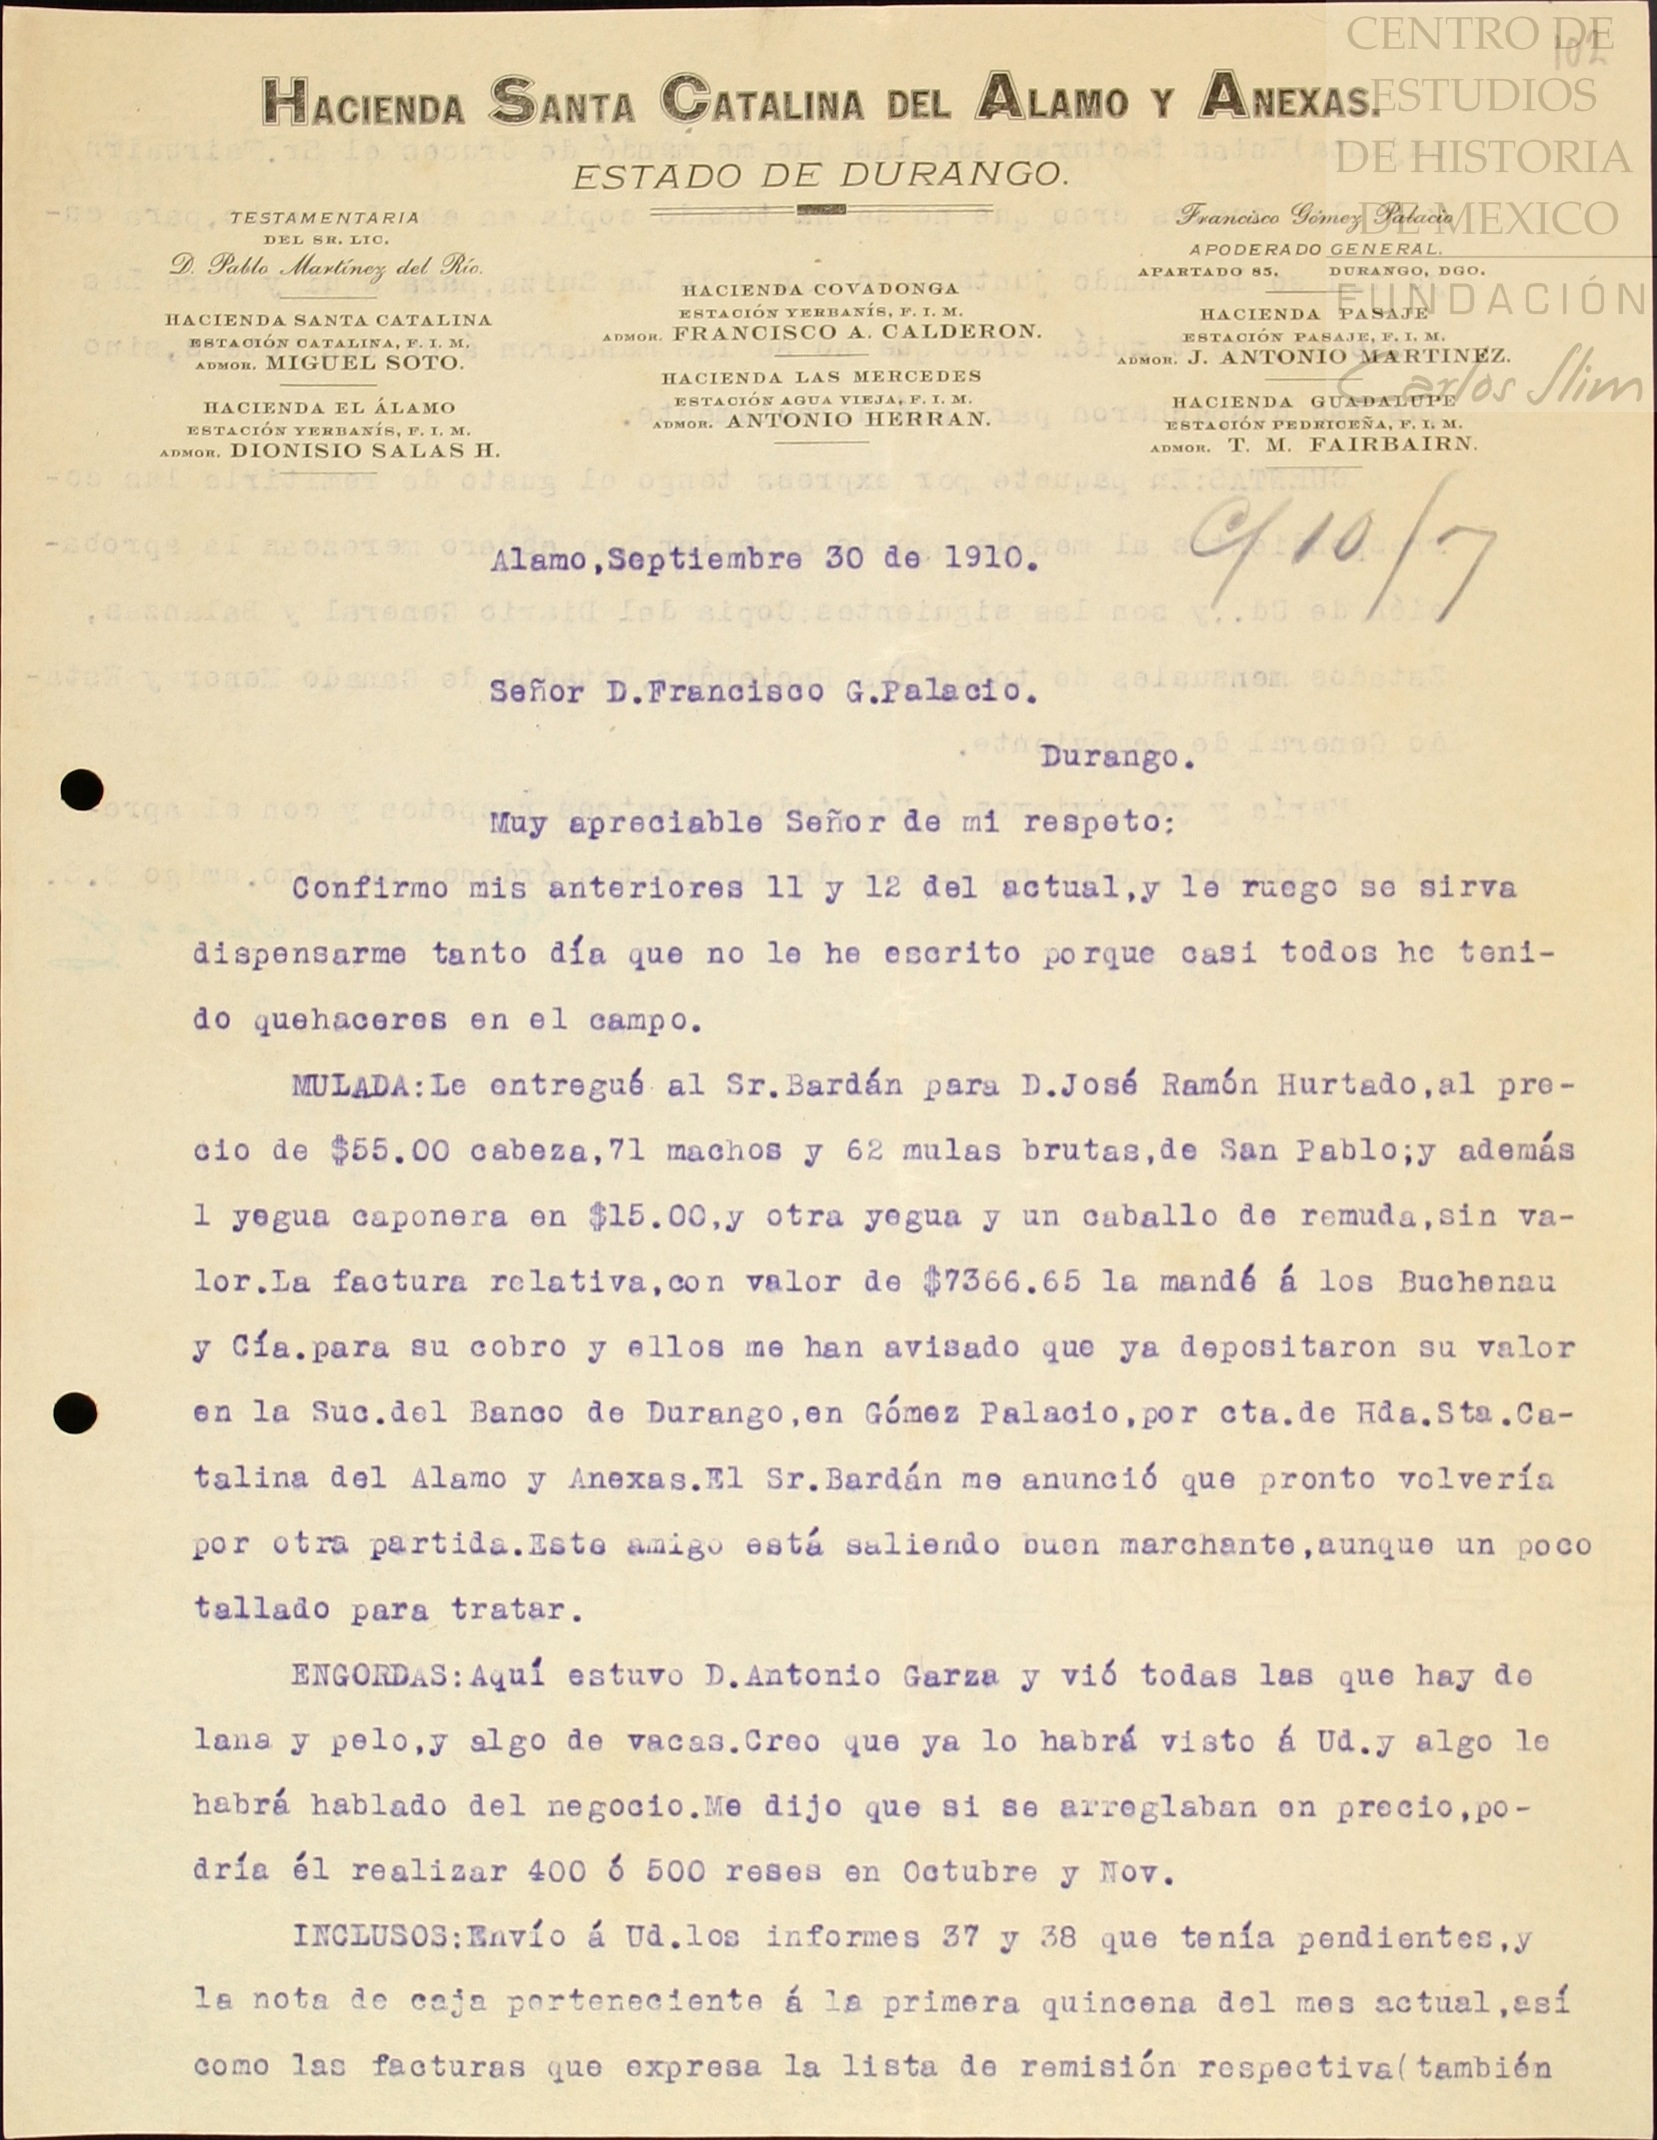 102
CENTRO DE
ESTUDIOS
DE HISTORIA
DE MEXICO
FUNDACIÓN
Carlos Slim
HACIENDA SANTA CATALINA DEL ALAMO Y ANEXAS.
ESTADO DE DURANGO.
TESTAMENTARIA
DEL SR. LIC.
D. Pablo Martínez del Río.
HACIENDA SANTA CATALINA
ESTACIÓN CATALINA, F. I. M.
ADMOR. MIGUEL SOTO.
HACIENDA EL ÁLAMO
ESTACIÓN YERBANÍS, F. I. M.
ADMOR. DIONISIO SALAS H.
HACIENDA COVADONGA
ESTACIÓN YERBANÍS, F. I. M.
ADMOR. FRANCISCO A. CALDERON.
HACIENDA LAS MERCEDES
ESTACIÓN AGUA VIEJA, F. I. M.
ADMOR. ANTONIO HERRAN.
Francisco Gómez Palacio
APODERADO GENERAL.
APARTADO 85. DURANGO, DGO.
HACIENDA PASAJE
ESTACIÓN PASAJE, F. I. M.
ADMOR. J. ANTONIO MARTINEZ.
HACIENDA GUADALUPE
ESTACIÓN PEDRICEÑA, F. I. M.
ADMOR. T. M. FAIRBAIRN.
C/ 10/7
Alamo,Septiembre 30 de 1910.
Señor D.Francisco G.Palacio.
Durango.
Muy apreciable Señor de mi respeto:
Confirmo mis anteriores 11 y 12 del actual,y le ruego se sirva
dispensarme tanto día que no le he escrito porque casi todos he teni-
do quehaceres en el campo.
MULADA:Le entregué al Sr.Bardán para D.José Ramón Hurtado,al pre-
cio de $55.00 cabeza,71 machos y 62 mulas brutas,de San Pablo;y además
1 yegua caponera en $15.00,y otra yegua y un caballo de remuda,sin va-
lor.La factura relativa,con valor de $7366.65 la mandé á los Buchenau
y Cía.para su cobro y ellos me han avisado que ya depositaron su valor
en la Suc.del Banco de Durango,en Gómez Palacio,por cta.de Hda.Sta.Ca-
talina del Alamo y Anexas.El Sr.Bardán me anunció que pronto volvería
por otra partida.Este amigo está saliendo buen marchante,aunque un poco
tallado para tratar.
ENGORDAS:Aquí estuvo D.Antonio Garza y vió todas las que hay de
lana y pelo,y algo de vacas.Creo que ya lo habrá visto á Ud.y algo le
habrá hablado del negocio.Me dijo que si se arreglaban en precio,po-
dría él realizar 400 ó 500 reses en Octubre y Nov.
INCLUSOS:Envío á Ud.los informes 37 y 38 que tenía pendientes,y
la nota de caja perteneciente á la primera quincena del mes actual,así
como las facturas que expresa la lista de remisión respectiva(también